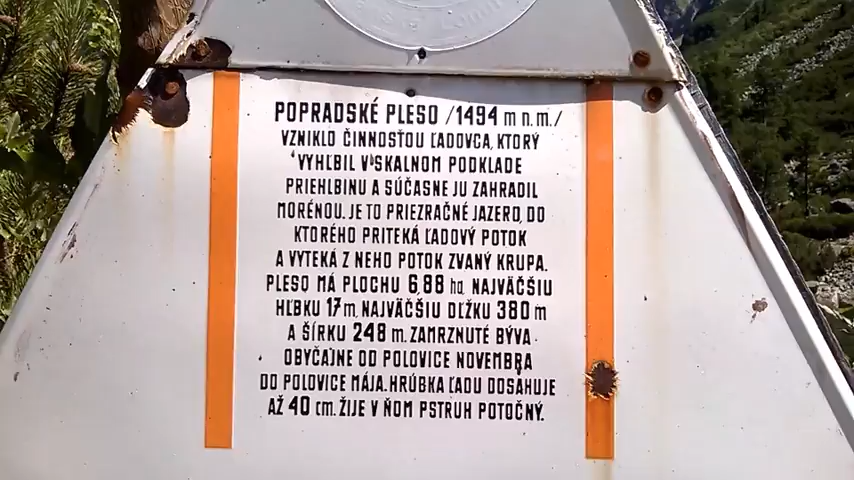 POPRADSKÉ PLESO /1494 m n.m./
VZNIKLO ČINNOSŤOU ĽADOVCA, KTORÝ
VYHĽBIL V SKALNOM PODKLADE
PRIEHLBINU A SÚČASNE JU ZAHRADIL
MORÉNOU. JE TO PRIEZRAČNÉ JAZERO, DO
KTORÉHO PRITEKÁ ĽADOVÝ POTOK
A VYTEKÁ Z NEHO POTOK ZVANÝ KRUPA.
PLESO MÁ PLOCHU 6,88 ha, NAJVÄČŠIU
HĽBKU 17 m, NAJVÄČŠIU DĽŽKU 380 m
A ŠÍRKU 248 m. ZAMRZNUTÉ BÝVA
OBYČAJNE OD POLOVICE NOVEMBRA
DO POLOVICE MÁJA. HRÚBKA ĽADU DOSAHUJE
AŽ 40 cm. ŽIJE V ŇOM PSTRUH POTOČNÝ.